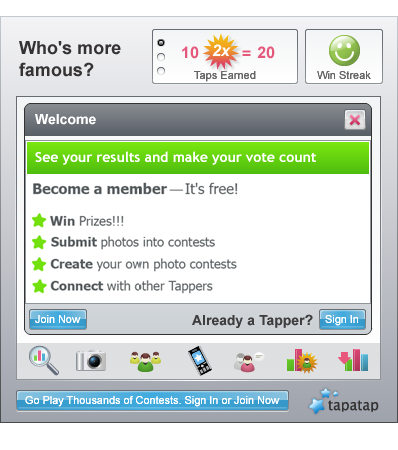 Who's more
famous?
10 2x = 20
Taps Earned
Win Streak
Welcome
See your results and make your vote count
Become a member — It's free!
Win Prizes!!!
Submit photos into contests
Create your own photo contests
Connect with other Tappers
Join Now
Already a Tapper? Sign In
Go Play Thousands of Contests. Sign In or Join Now
tapatap